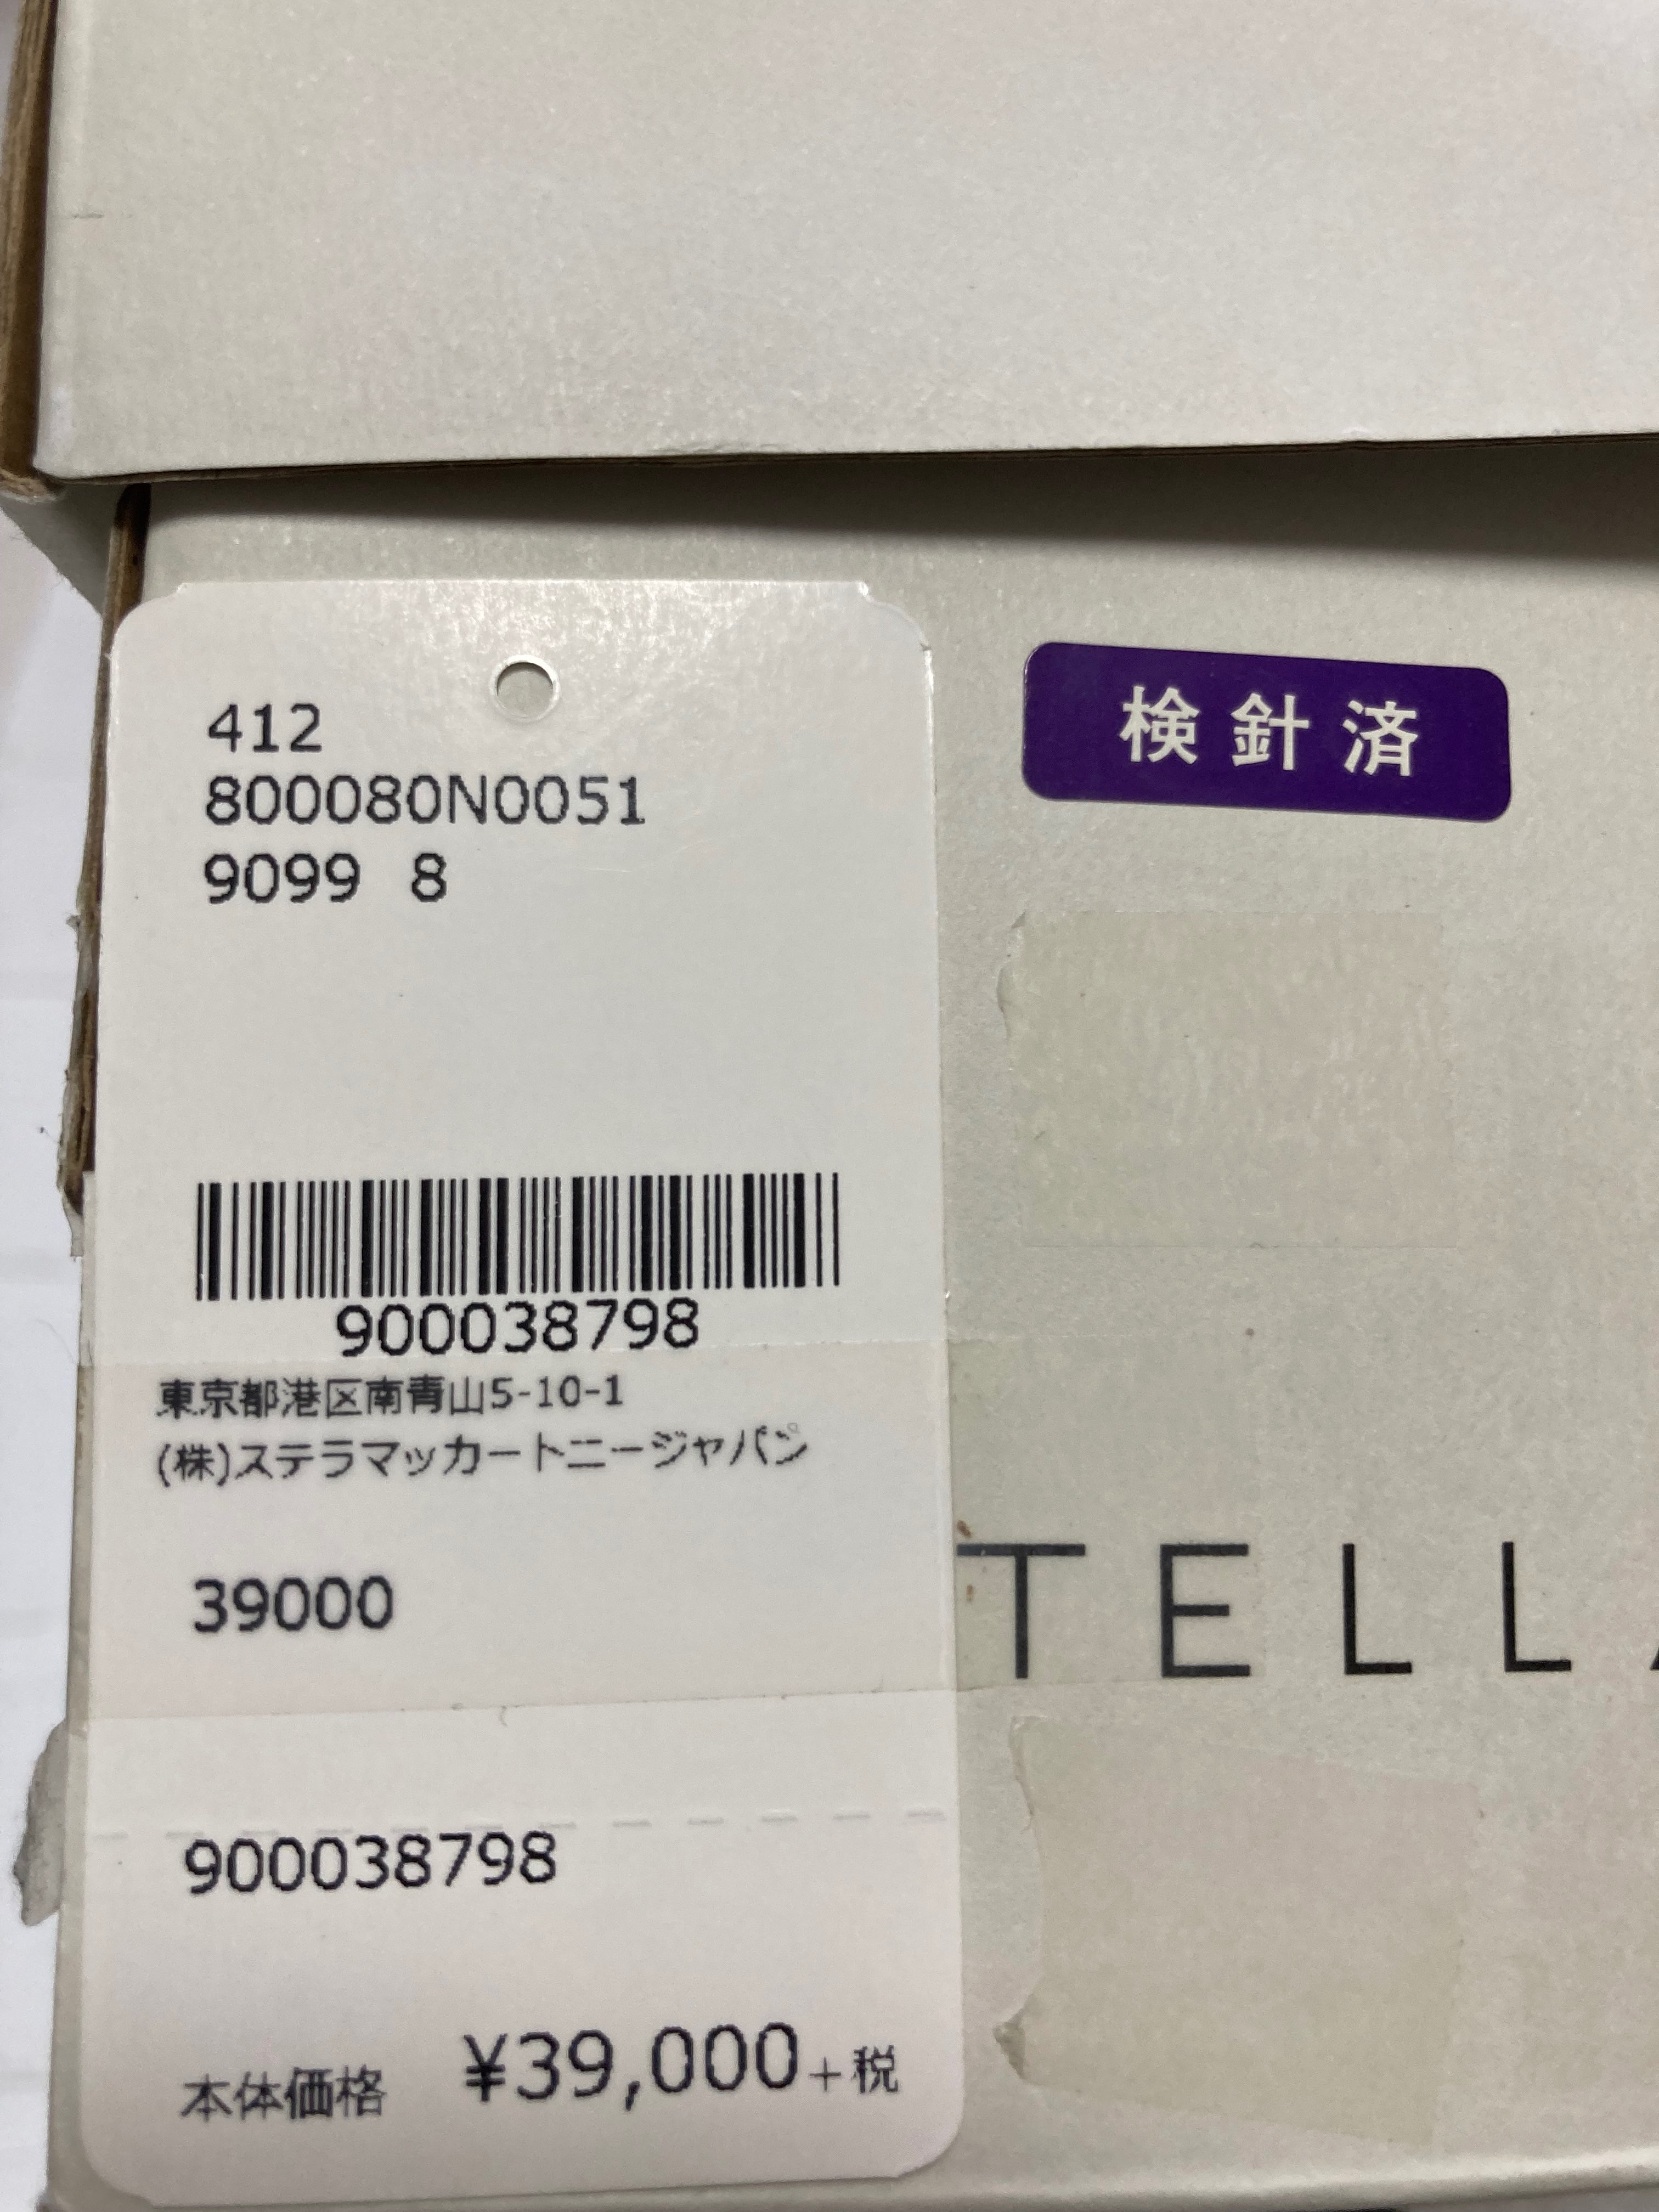 412
800080N0051
9099 8
検針済
900038798
東京都港区南青山5-10-1
(株)ステラマッカートニージャパン
39000
TELL
900038798
本体価格 ¥39,000+税